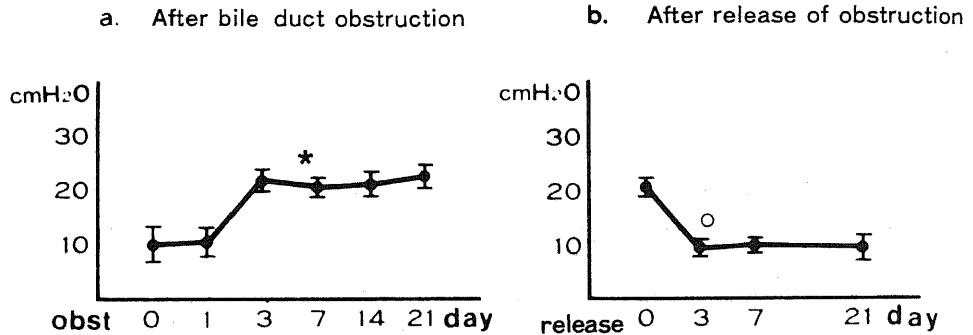 a. After bile duct obstruction
cmH₂O
30
20
10
*
obst 0 1 3 7 14 21 day
b. After release of obstruction
cmH₂O
30
20
10
release 0 3 7 21 day